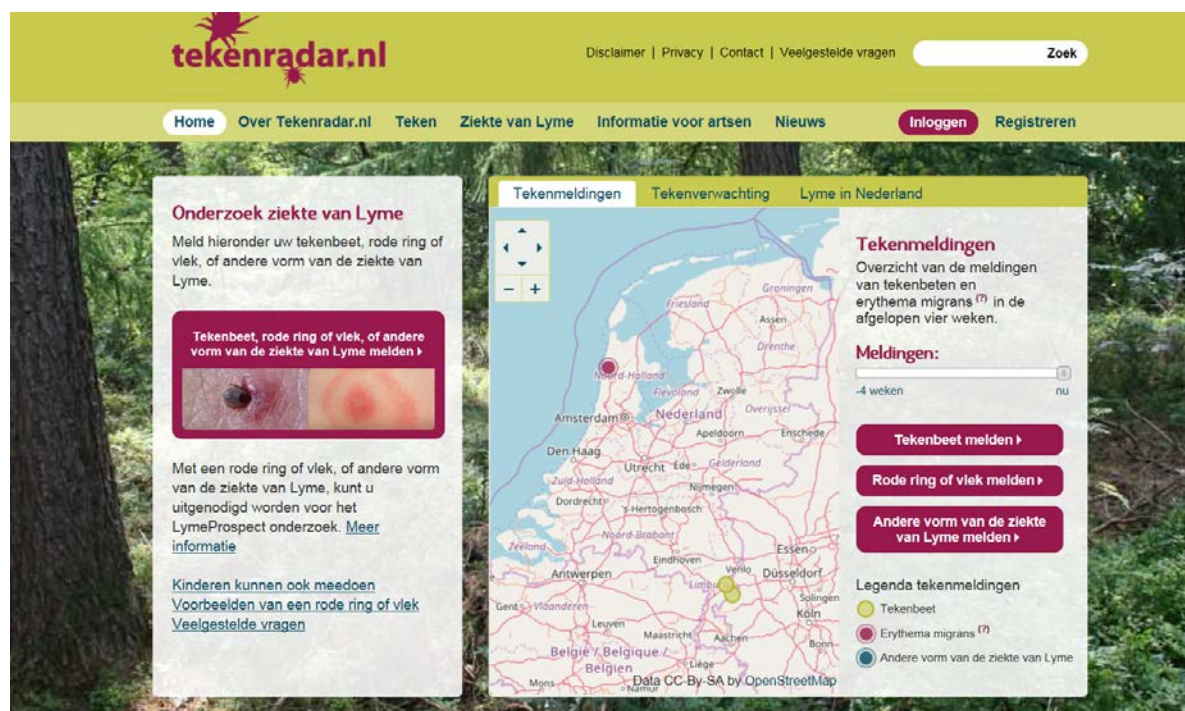 tekenradar.nl
Disclaimer | Privacy | Contact | Veelgestelde vragen
Zoek
Home
Over Tekenradar.nl
Teken
Ziekte van Lyme
Informatie voor artsen
Nieuws
Inloggen
Registreren
Onderzoek ziekte van Lyme
Meld hieronder uw tekenbeet, rode ring of
vlek, of andere vorm van de ziekte van
Lyme.
Tekenbeet, rode ring of vlek, of andere
vorm van de ziekte van Lyme melden
Met een rode ring of vlek, of andere vorm
van de ziekte van Lyme, kunt u
uitgenodigd worden voor het
LymeProspect onderzoek. Meer
informatie
Kinderen kunnen ook meedoen
Voorbeelden van een rode ring of vlek
Veelgestelde vragen
Tekenmeldingen
Tekenverwachting
Lyme in Nederland
Groningen
Friesland
Assen
Drenthe
Noord-Holland
Flevoland
Zwolle
Amsterdam
Nederland
Overijssel
Apeldoorn
Enschede
Den Haag
Utrecht
Ede
Gelderland
Zuid-Holland
Nijmegen
Dordrecht
's-Hertogenbosch
Noord-Brabant
Zeeland
Essen
Eindhoven
Venlo
Düsseldorf
Antwerpen
Limbu
Solingen
Gent
Vlaanderen
Köln
Leuven
Maastricht
Aachen
Bonn
België / Belgique /
Belgien
Liège
Mons
Namur
Data CC-By-SA by OpenStreetMap
Tekenmeldingen
Overzicht van de meldingen
van tekenbeten en
erythema migrans (?) in de
afgelopen vier weken.
Meldingen:
-4 weken
nu
Tekenbeet melden
Rode ring of vlek melden
Andere vorm van de ziekte
van Lyme melden
Legenda tekenmeldingen
Tekenbeet
Erythema migrans (?)
Andere vorm van de ziekte van Lyme